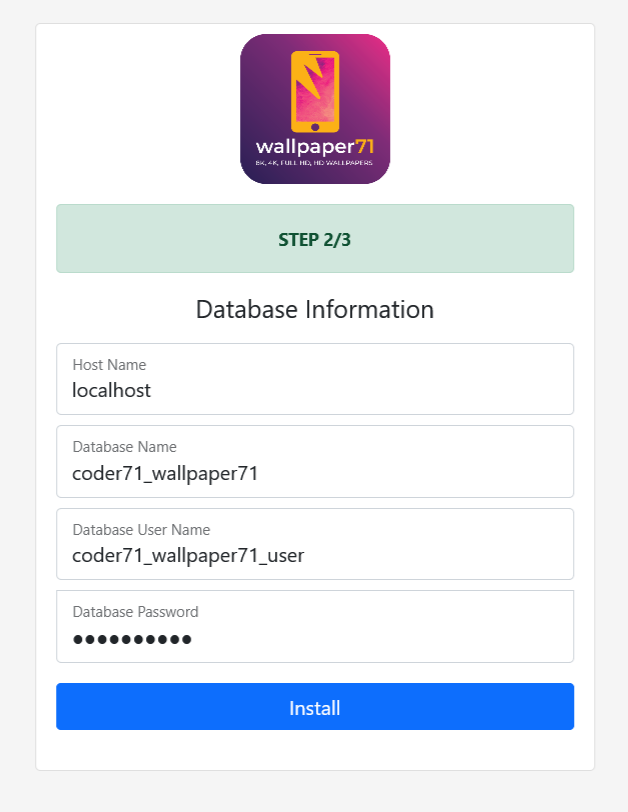 wallpaper71
8K, 4K, FULL HD, HD WALLPAPERS
STEP 2/3
Database Information
Host Name
localhost
Database Name
coder71_wallpaper71
Database User Name
coder71_wallpaper71_user
Database Password
●●●●●●●●●●
Install